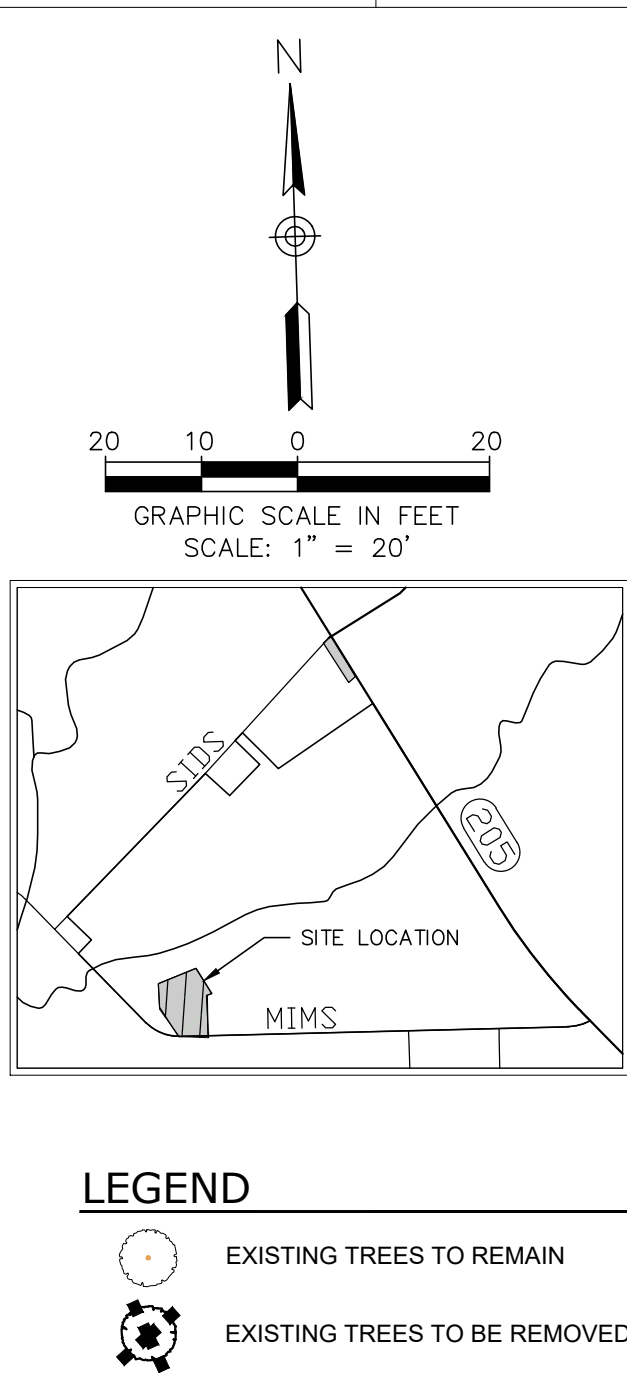 N
20 10 0 20
GRAPHIC SCALE IN FEET
SCALE: 1" = 20'
SIDS
205
SITE LOCATION
MIMS
LEGEND
EXISTING TREES TO REMAIN
EXISTING TREES TO BE REMOVED